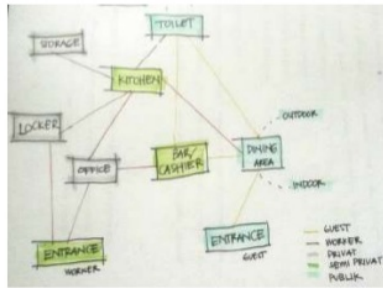 TOILET
STORAGE
KITCHEN
LOCKER
OUTDOOR
BAR/
CASHIER
DINING
AREA
OFFICE
INDOOR
ENTRANCE
GUEST
ENTRANCE
WORKER
GUEST
WORKER
PRIVAT
SEMI PRIVAT
PUBLIK